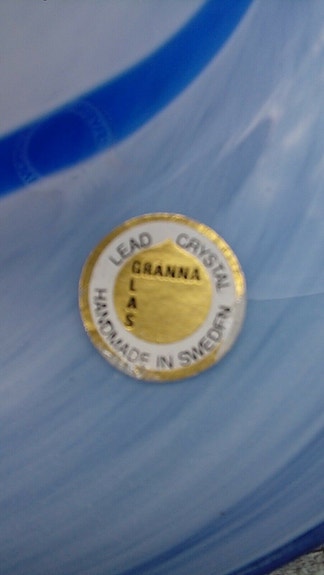 LEAD CRYSTAL
GRANNA
GLAS
HANDMADE IN SWEDEN